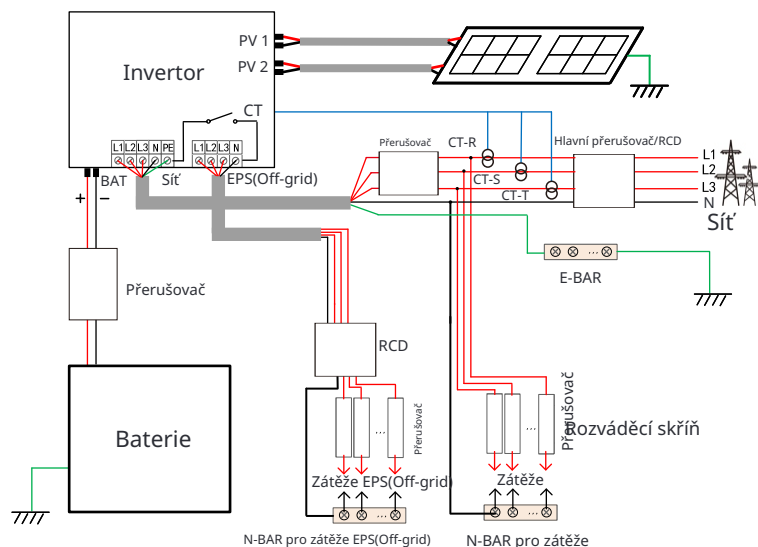 PV 1
Invertor
PV 2
CT
L1 L2 L3 N PE
L1 L2 L3 N
BAT
Síť
EPS(Off-grid)
+ −
Přerušovač
CT-R
CT-S
CT-T
Hlavní přerušovač/RCD
L1
L2
L3
N
Síť
...
E-BAR
Přerušovač
RCD
Baterie
...
Přerušovač
...
Přerušovač
Rozváděcí skříň
Zátěže EPS(Off-grid)
Zátěže
...
...
N-BAR pro zátěže EPS(Off-grid)
N-BAR pro zátěže